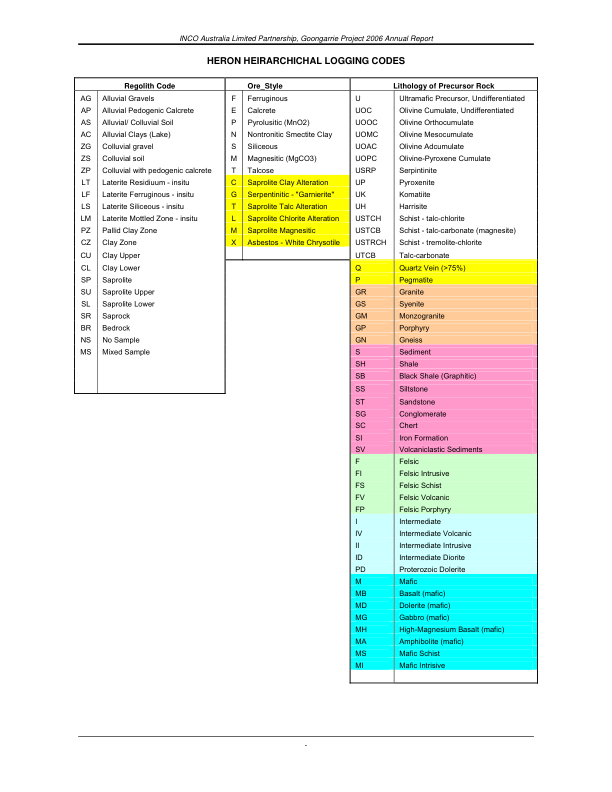 INCO Australia Limited Partnership, Goongarrie Project 2006 Annual Report
HERON HEIRARCHICHAL LOGGING CODES
Regolith Code
AG Alluvial Gravels
AP Alluvial Pedogenic Calcrete
AS Alluvial/ Colluvial Soil
AC Alluvial Clays (Lake)
ZG Colluvial gravel
ZS Colluvial soil
ZP Colluvial with pedogenic calcrete
LT Laterite Residiuum - insitu
LF Laterite Ferruginous - insitu
LS Laterite Siliceous - insitu
LM Laterite Mottled Zone - insitu
PZ Pallid Clay Zone
CZ Clay Zone
CU Clay Upper
CL Clay Lower
SP Saprolite
SU Saprolite Upper
SL Saprolite Lower
SR Saprock
BR Bedrock
NS No Sample
MS Mixed Sample
Ore_Style
F Ferruginous
E Calcrete
P Pyrolusitic (MnO2)
N Nontronitic Smectite Clay
S Siliceous
M Magnesitic (MgCO3)
T Talcose
C Saprolite Clay Alteration
G Serpentinitic - "Garnierite"
T Saprolite Talc Alteration
L Saprolite Chlorite Alteration
M Saprolite Magnesitic
X Asbestos - White Chrysotile
Lithology of Precursor Rock
U Ultramafic Precursor, Undifferentiated
UOC Olivine Cumulate, Undifferentiated
UOOC Olivine Orthocumulate
UOMC Olivine Mesocumulate
UOAC Olivine Adcumulate
UOPC Olivine-Pyroxene Cumulate
USRP Serpintinite
UP Pyroxenite
UK Komatiite
UH Harrisite
USTCH Schist - talc-chlorite
USTCB Schist - talc-carbonate (magnesite)
USTRCH Schist - tremolite-chlorite
UTCB Talc-carbonate
Q Quartz Vein (>75%)
P Pegmatite
GR Granite
GS Syenite
GM Monzogranite
GP Porphyry
GN Gneiss
S Sediment
SH Shale
SB Black Shale (Graphitic)
SS Siltstone
ST Sandstone
SG Conglomerate
SC Chert
SI Iron Formation
SV Volcaniclastic Sediments
F Felsic
FI Felsic Intrusive
FS Felsic Schist
FV Felsic Volcanic
FP Felsic Porphyry
I Intermediate
IV Intermediate Volcanic
II Intermediate Intrusive
ID Intermediate Diorite
PD Proterozoic Dolerite
M Mafic
MB Basalt (mafic)
MD Dolerite (mafic)
MG Gabbro (mafic)
MH High-Magnesium Basalt (mafic)
MA Amphibolite (mafic)
MS Mafic Schist
MI Mafic Intrisive
-